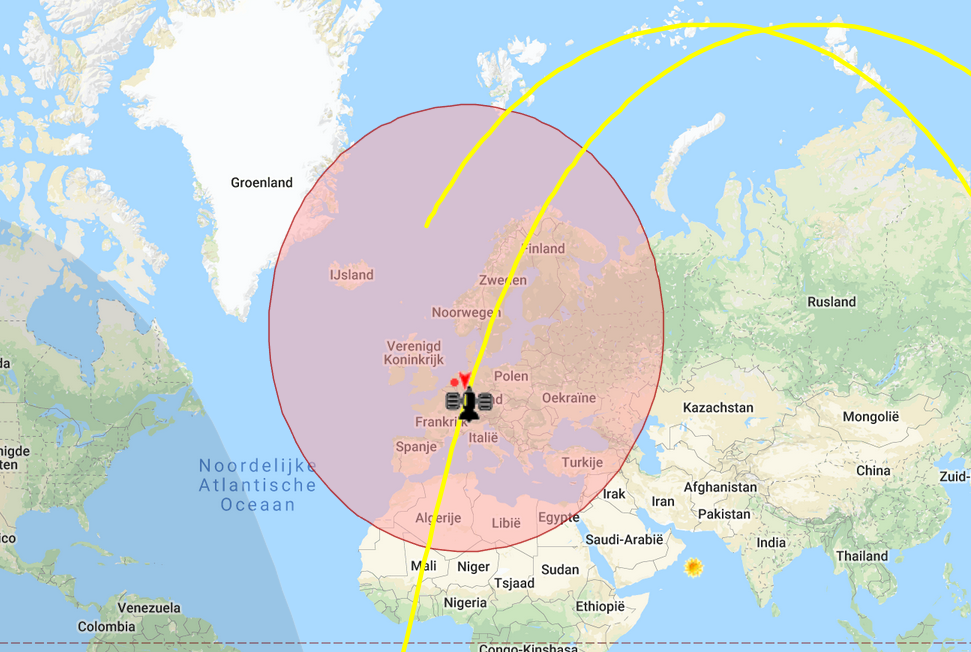 Groenland
IJsland
Finland
Zweden
Noorwegen
Rusland
Verenigd
Koninkrijk
Polen
Oekraïne
Kazachstan
Mongolië
Frankrijk
Italië
Spanje
Turkije
China
Zuid-
Noordelijke
Atlantische
Oceaan
Irak
Iran
Afghanistan
Pakistan
Algerije
Libië
Egypte
Saudi-Arabië
India
Thailand
Mali
Niger
Tsjaad
Sudan
Nigeria
Ethiopië
Venezuela
Colombia
Congo-Kinshasa